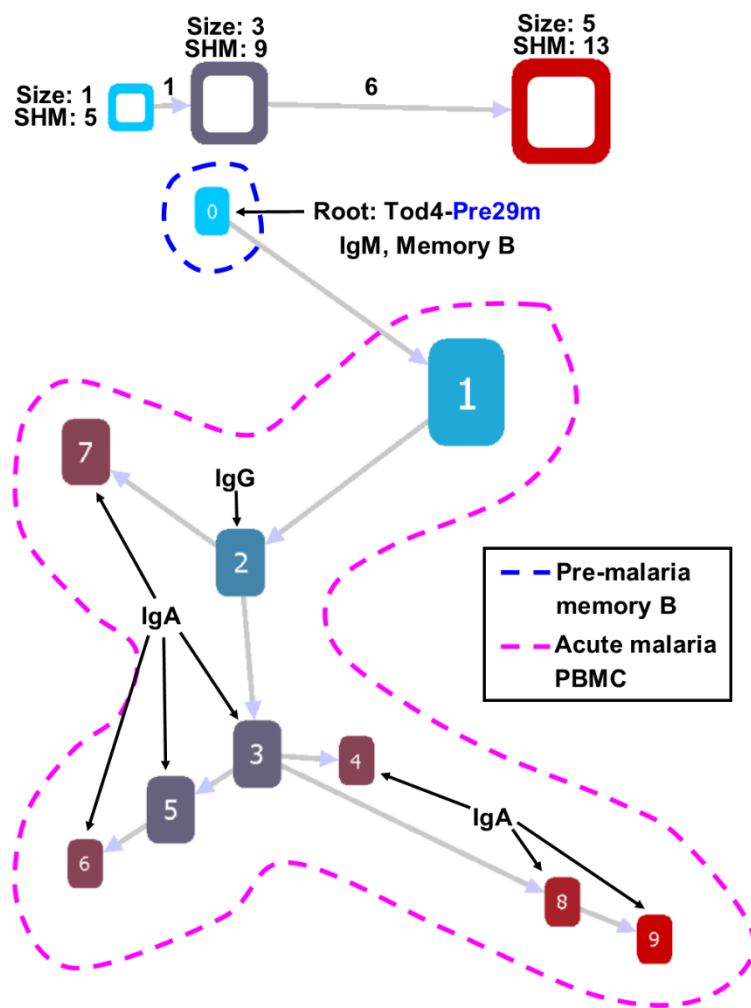 Size: 3
SHM: 9
Size: 5
SHM: 13
Size: 1
SHM: 5
1
6
0
Root: Tod4-Pre29m
IgM, Memory B
1
7
IgG
2
Pre-malaria
memory B
Acute malaria
PBMC
IgA
3
4
5
IgA
6
8
9